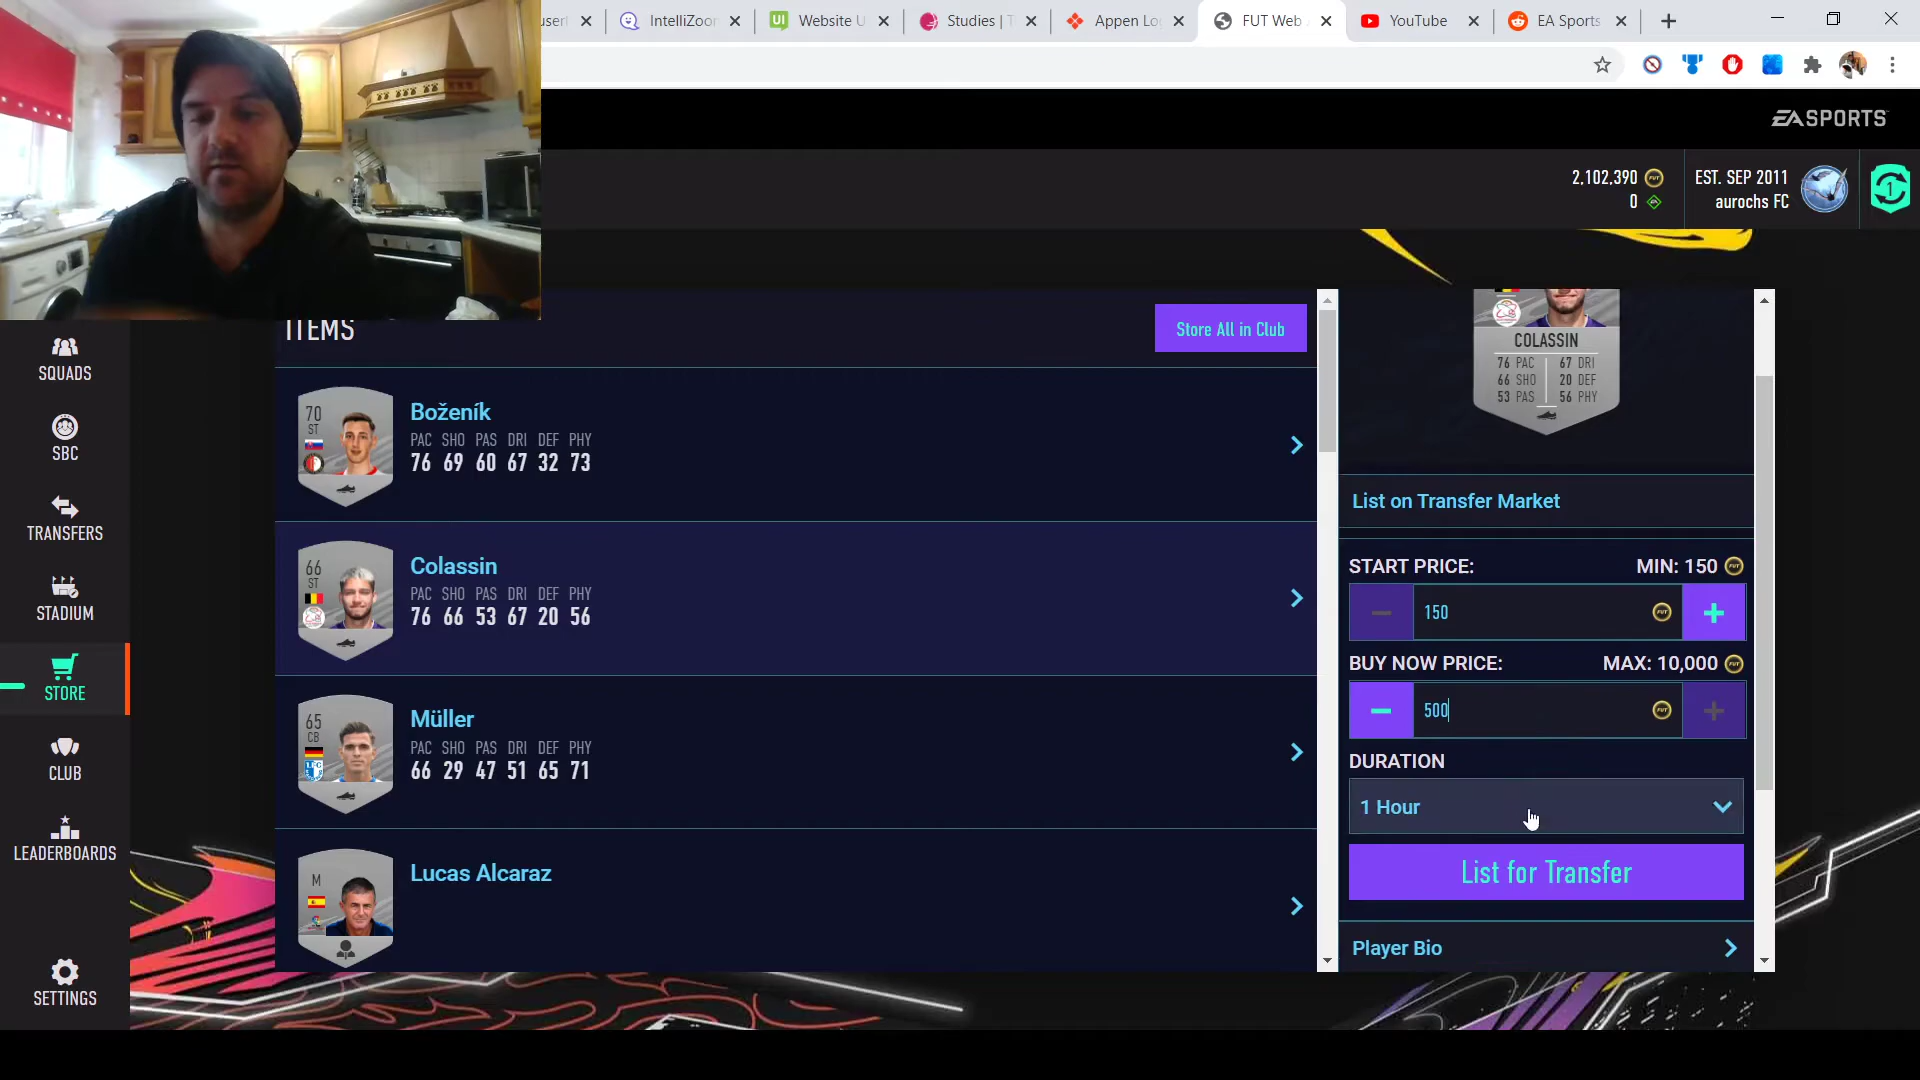 user
IntelliZoo
Website U
Studies | T
Appen Lo
FUT Web
YouTube
EA Sports
EA SPORTS
2,102,390
0
EST. SEP 2011
aurochs FC
1
SQUADS
SBC
TRANSFERS
STADIUM
STORE
CLUB
LEADERBOARDS
SETTINGS
ITEMS
Store All in Club
70
ST
Boženík
PAC SHO PAS DRI DEF PHY
76 69 60 67 32 73
66
ST
Colassin
PAC SHO PAS DRI DEF PHY
76 66 53 67 20 56
65
CB
Müller
PAC SHO PAS DRI DEF PHY
66 29 47 51 65 71
M
Lucas Alcaraz
COLASSIN
76 PAC 67 DRI
66 SHO 20 DEF
53 PAS 56 PHY
List on Transfer Market
START PRICE: MIN: 150
150
BUY NOW PRICE: MAX: 10,000
500
DURATION
1 Hour
List for Transfer
Player Bio